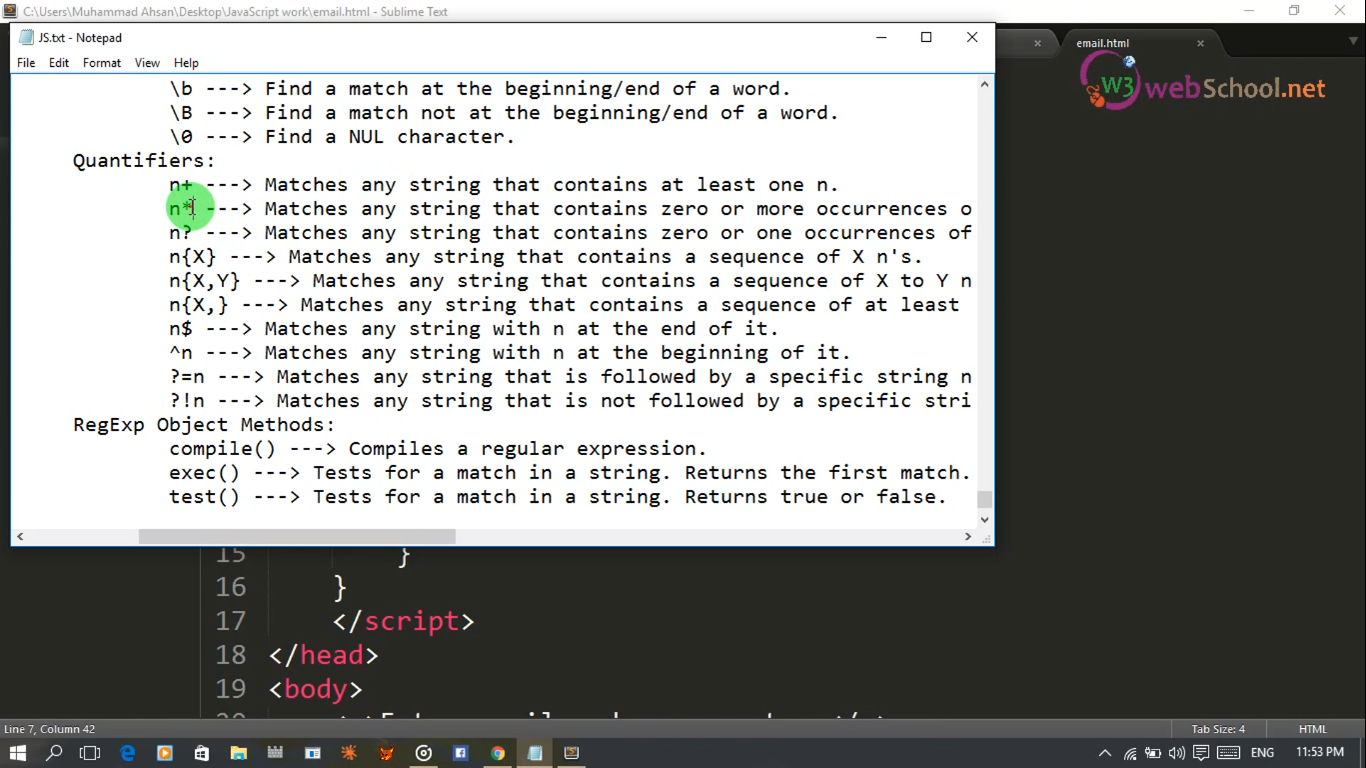 C:\Users\Muhammad Ahsan\Desktop\JavaScript work\email.html - Sublime Text
JS.txt - Notepad
email.html
File Edit Format View Help
W3webSchool.net
\b ---> Find a match at the beginning/end of a word.
\B ---> Find a match not at the beginning/end of a word.
\0 ---> Find a NUL character.
Quantifiers:
n+ ---> Matches any string that contains at least one n.
n* ---> Matches any string that contains zero or more occurrences o
n? ---> Matches any string that contains zero or one occurrences of
n{X} ---> Matches any string that contains a sequence of X n's.
n{X,Y} ---> Matches any string that contains a sequence of X to Y n
n{X,} ---> Matches any string that contains a sequence of at least
n$ ---> Matches any string with n at the end of it.
^n ---> Matches any string with n at the beginning of it.
?=n ---> Matches any string that is followed by a specific string n
?!n ---> Matches any string that is not followed by a specific stri
RegExp Object Methods:
compile() ---> Compiles a regular expression.
exec() ---> Tests for a match in a string. Returns the first match.
test() ---> Tests for a match in a string. Returns true or false.
15 }
16 }
17 </script>
18 </head>
19 <body>
Line 7, Column 42
Tab Size: 4
HTML
ENG
11:53 PM